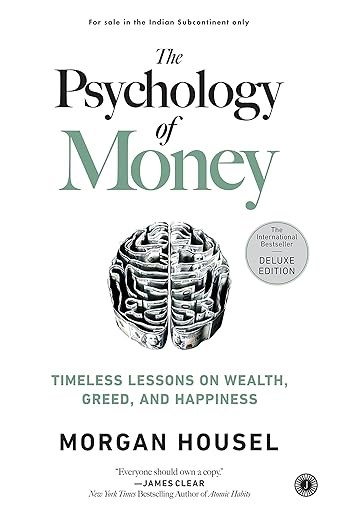 For sale in the Indian Subcontinent only
The
Psychology
of
Money
The
International
Bestseller
DELUXE
EDITION
TIMELESS LESSONS ON WEALTH,
GREED, AND HAPPINESS
MORGAN HOUSEL
"Everyone should own a copy."
—JAMES CLEAR
New York Times Bestselling Author of Atomic Habits
J